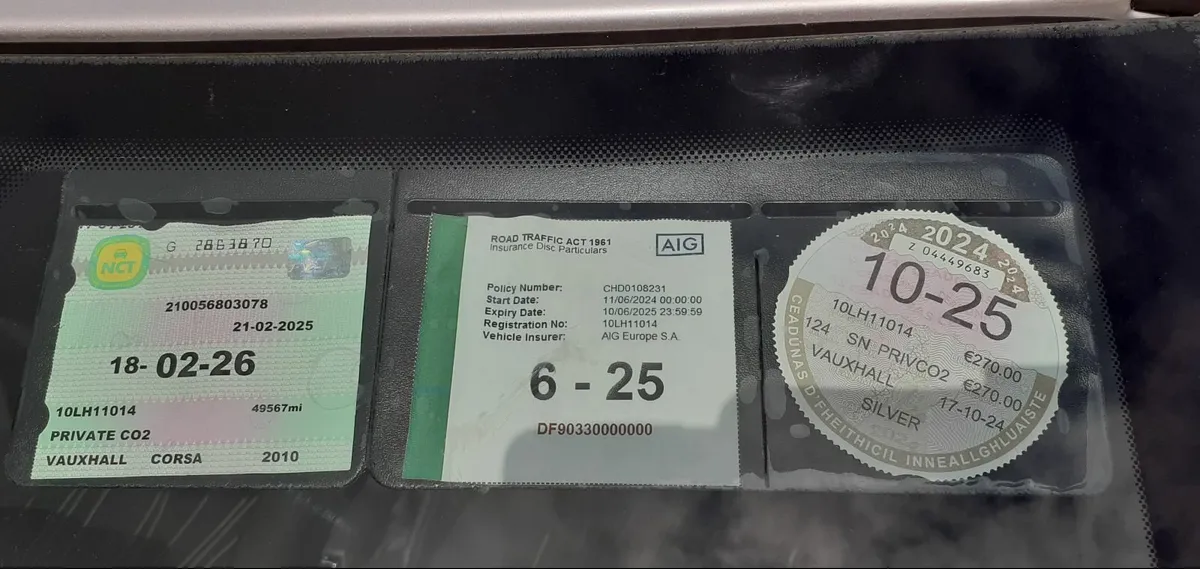 NCT
G 2863870
210056803078
21-02-2025
18- 02-26
10LH11014 49567mi
PRIVATE CO2
VAUXHALL CORSA 2010
ROAD TRAFFIC ACT 1961
Insurance Disc Particulars
AIG
Policy Number: CHD0108231
Start Date: 11/06/2024 00:00:00
Expiry Date: 10/06/2025 23:59:59
Registration No: 10LH11014
Vehicle Insurer: AIG Europe S.A.
6 - 25
DF90330000000
2024 2024 2024
Z 04449683
10-25
10LH11014 €270.00
124 SN PRIVCO2 €270.00
VAUXHALL 17-10-24
SILVER
CEADÚNAS D'FHEITHICIL INNEALLGHLUAISTE